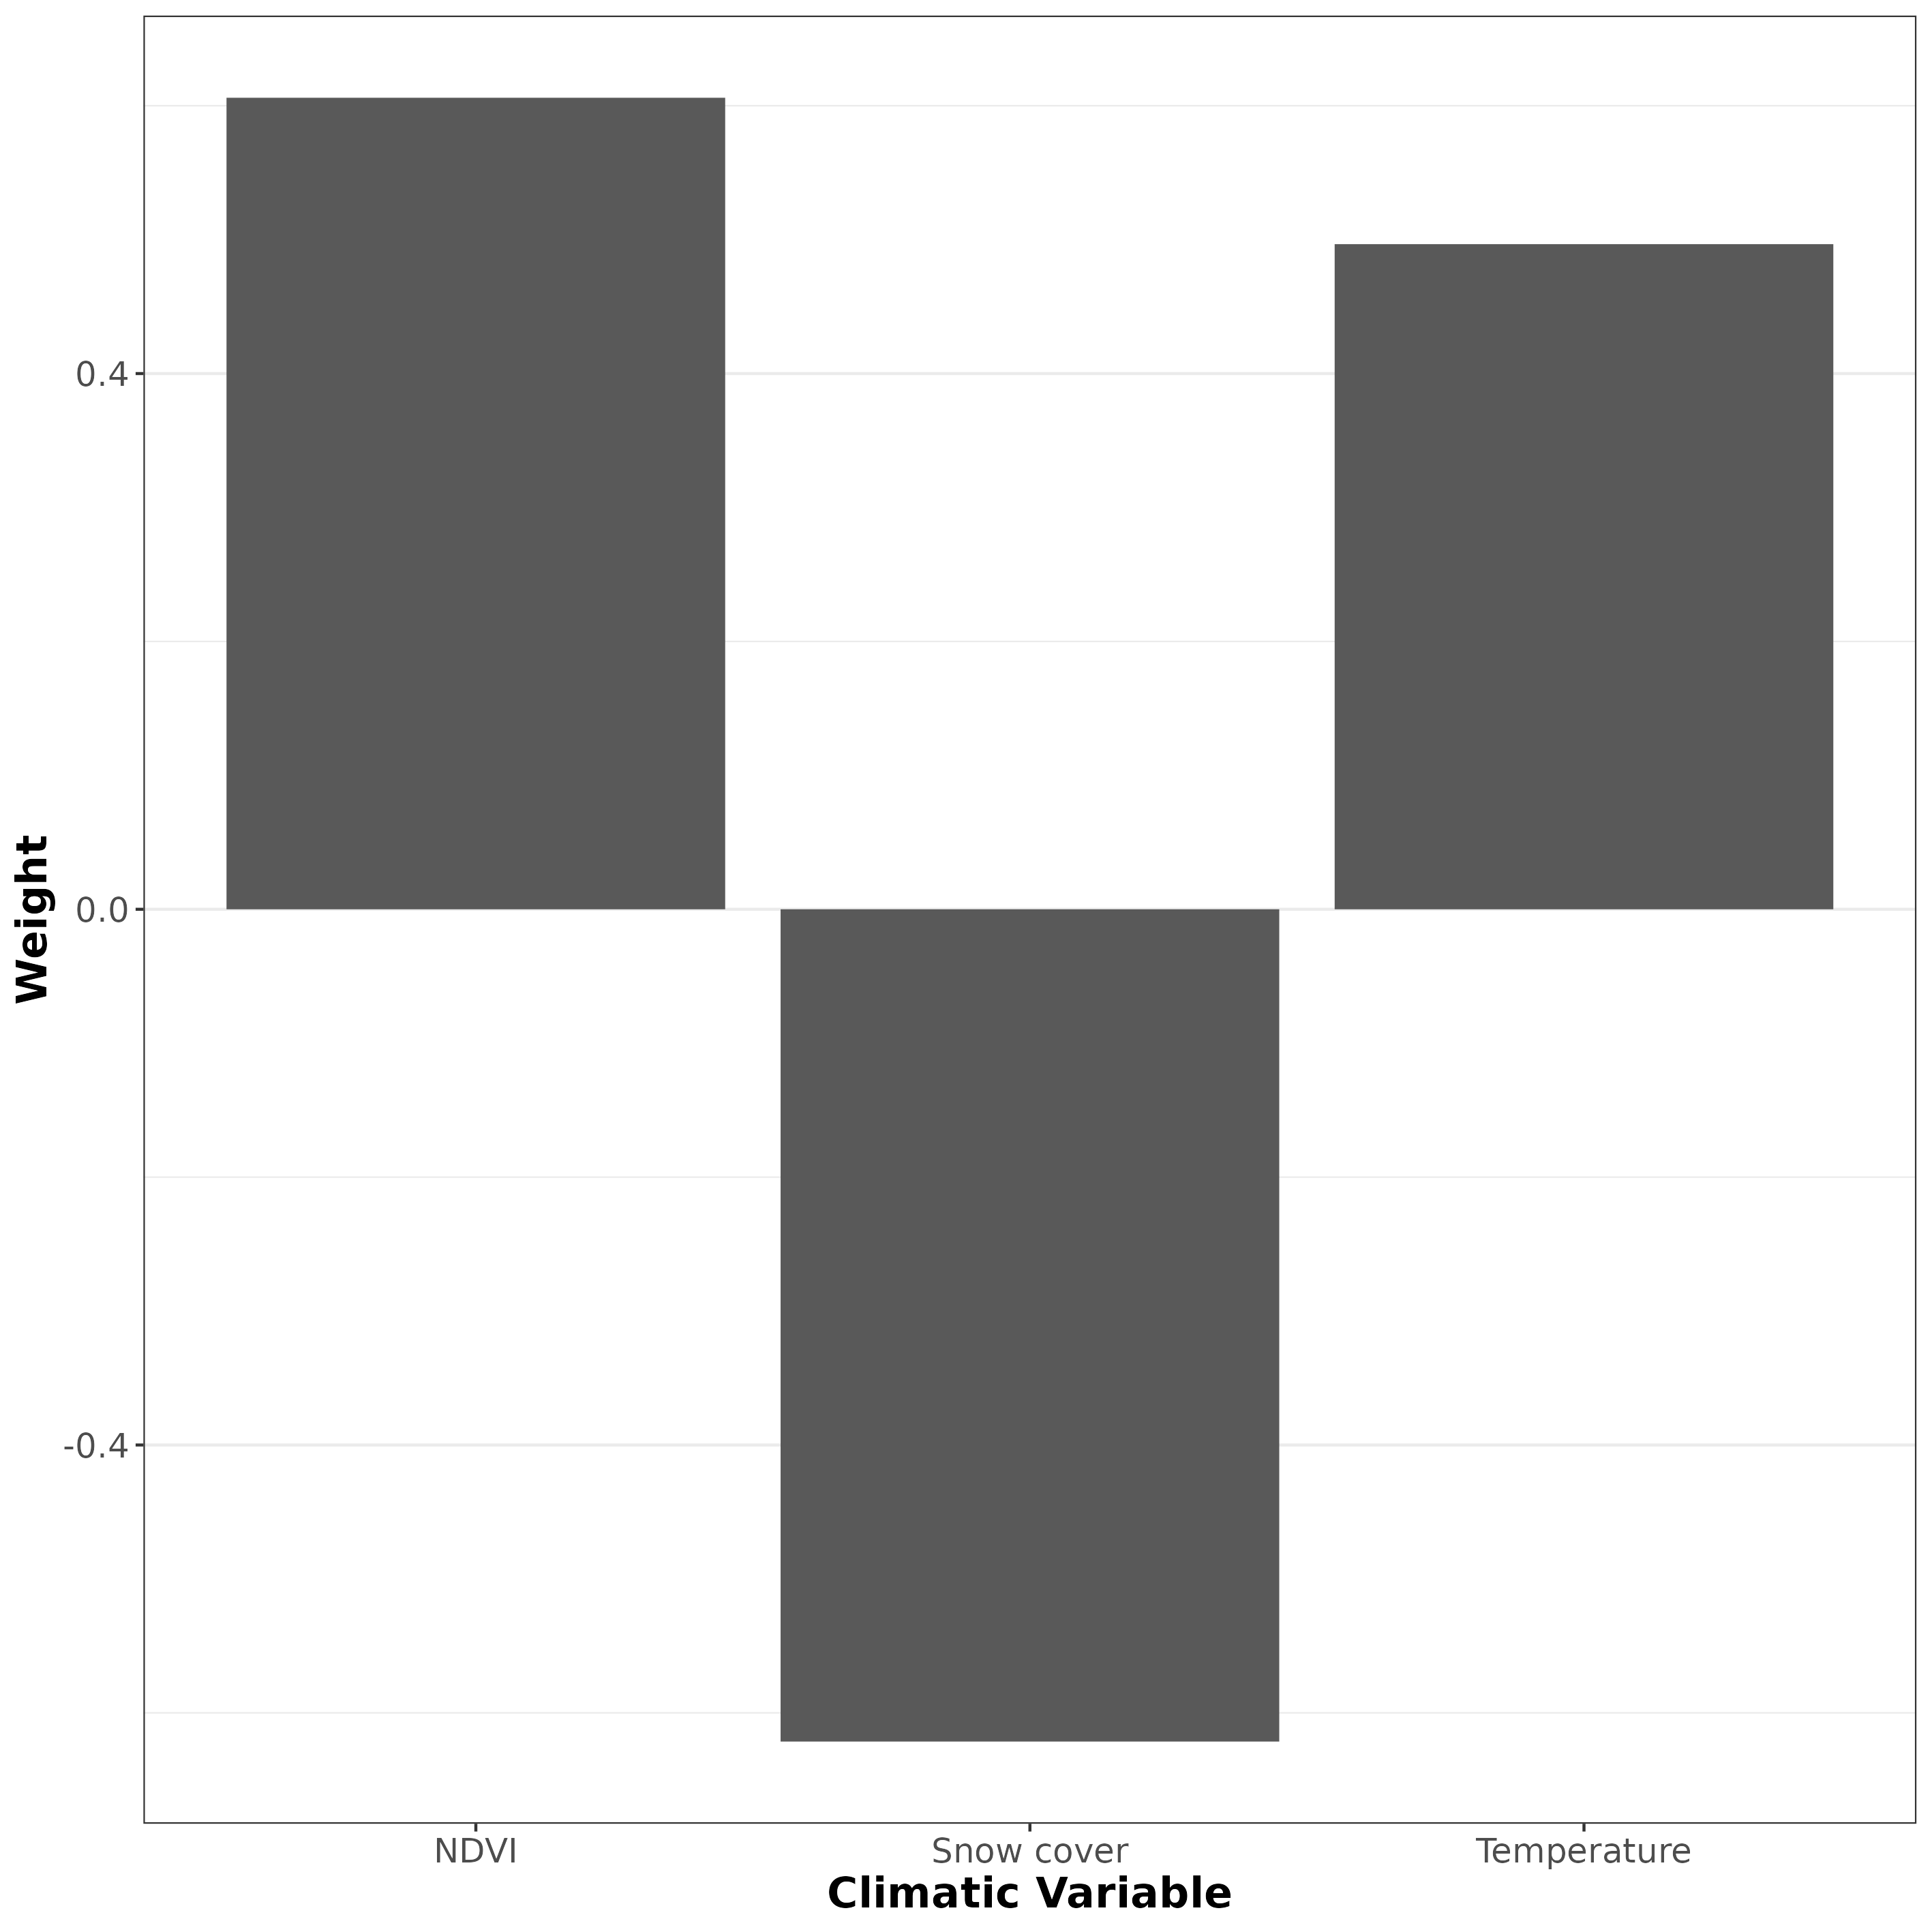 Weight
0.4
0.0
-0.4
NDVI
Snow cover
Temperature
Climatic Variable